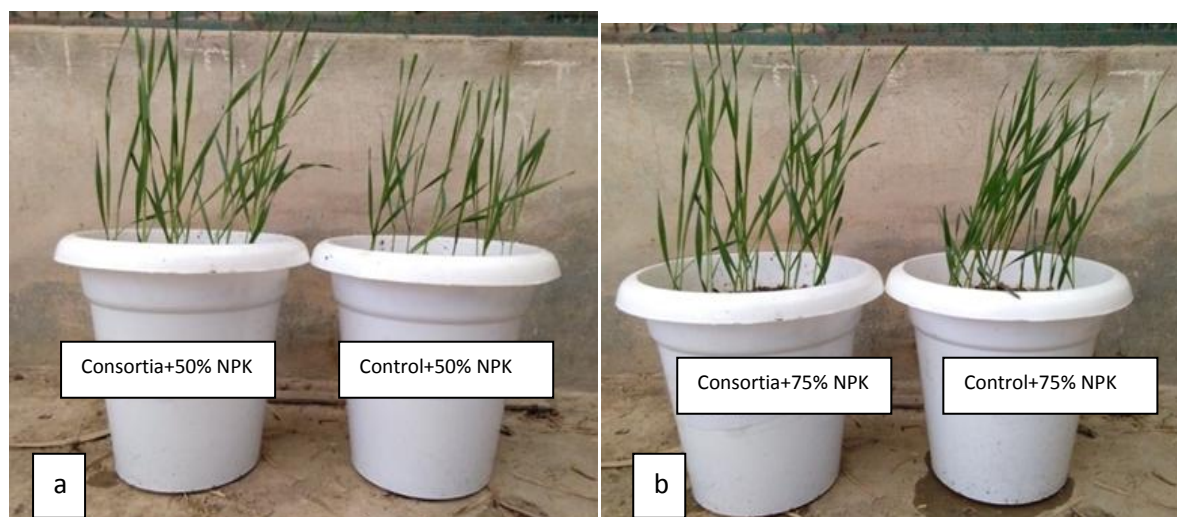 Consortia+50% NPK
Control+50% NPK
a
Consortia+75% NPK
Control+75% NPK
b